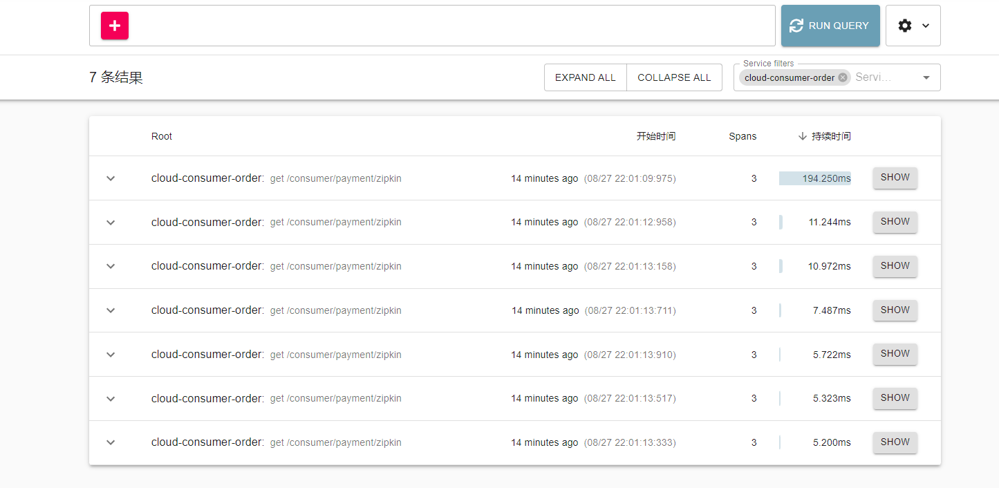 RUN QUERY
7 条结果
EXPAND ALL COLLAPSE ALL
Service filters
cloud-consumer-order Servi...
Root 开始时间 Spans 持续时间
cloud-consumer-order: get /consumer/payment/zipkin 14 minutes ago (08/27 22:01:09:975) 3 194.250ms SHOW
cloud-consumer-order: get /consumer/payment/zipkin 14 minutes ago (08/27 22:01:12:958) 3 11.244ms SHOW
cloud-consumer-order: get /consumer/payment/zipkin 14 minutes ago (08/27 22:01:13:158) 3 10.972ms SHOW
cloud-consumer-order: get /consumer/payment/zipkin 14 minutes ago (08/27 22:01:13:711) 3 7.487ms SHOW
cloud-consumer-order: get /consumer/payment/zipkin 14 minutes ago (08/27 22:01:13:910) 3 5.722ms SHOW
cloud-consumer-order: get /consumer/payment/zipkin 14 minutes ago (08/27 22:01:13:517) 3 5.323ms SHOW
cloud-consumer-order: get /consumer/payment/zipkin 14 minutes ago (08/27 22:01:13:333) 3 5.200ms SHOW